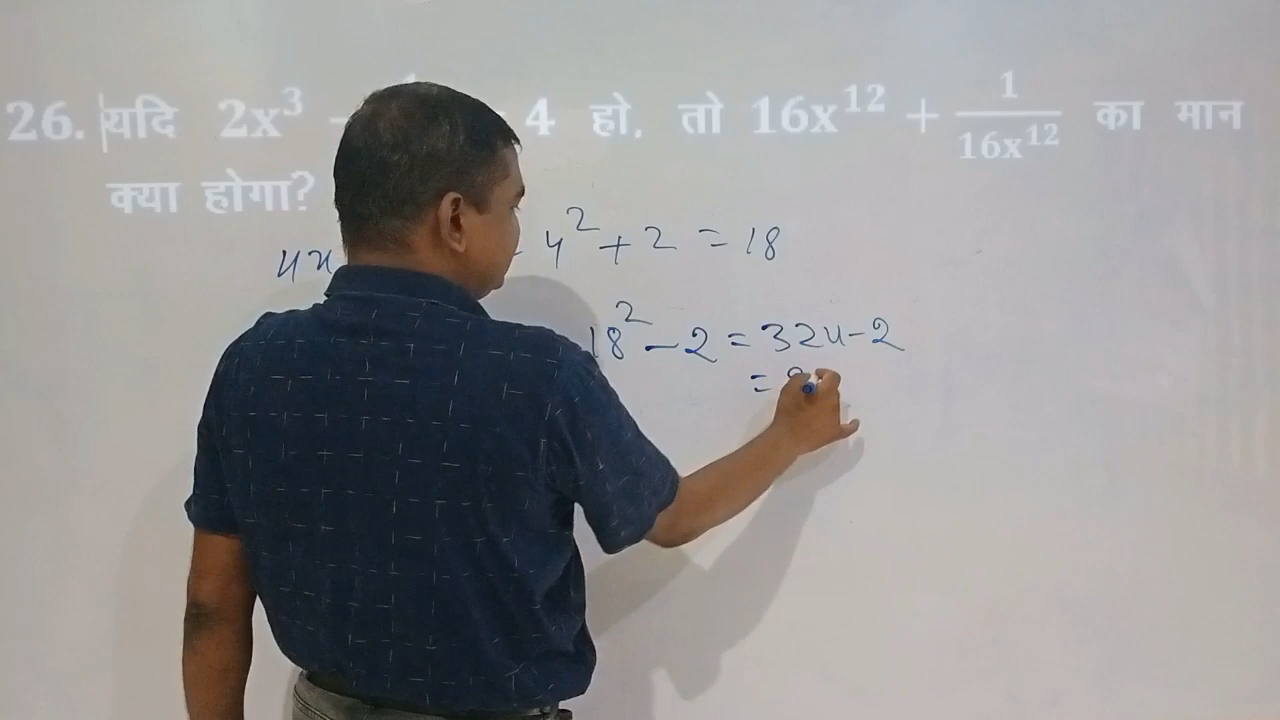 26. यदि 2x³ - 4 हो, तो 16x¹² + 1/16x¹² का मान
क्या होगा?
4x 4² + 2 = 18
18² - 2 = 324 - 2
=